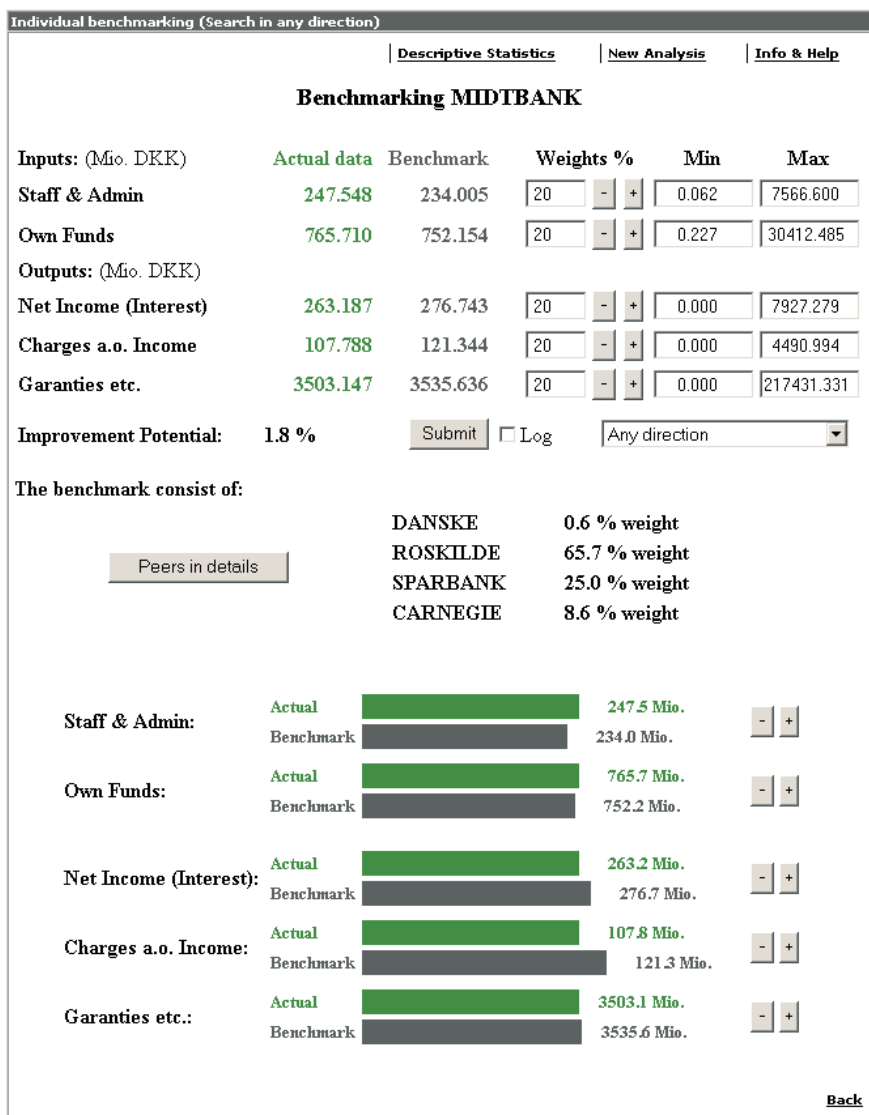 Individual benchmarking (Search in any direction)
Descriptive Statistics New Analysis Info & Help
Benchmarking MIDTBANK
Inputs: (Mio. DKK) Actual data Benchmark Weights % Min Max
Staff & Admin 247.548 234.005 20 - + 0.062 7566.600
Own Funds 765.710 752.154 20 - + 0.227 30412.485
Outputs: (Mio. DKK)
Net Income (Interest) 263.187 276.743 20 - + 0.000 7927.279
Charges a.o. Income 107.788 121.344 20 - + 0.000 4490.994
Garanties etc. 3503.147 3535.636 20 - + 0.000 217431.331
Improvement Potential: 1.8 % Submit Log Any direction
The benchmark consist of:
DANSKE 0.6 % weight
ROSKILDE 65.7 % weight
Peers in details
SPARBANK 25.0 % weight
CARNEGIE 8.6 % weight
Staff & Admin: Actual 247.5 Mio. - +
Benchmark 234.0 Mio.
Own Funds: Actual 765.7 Mio. - +
Benchmark 752.2 Mio.
Net Income (Interest): Actual 263.2 Mio. - +
Benchmark 276.7 Mio.
Charges a.o. Income: Actual 107.8 Mio. - +
Benchmark 121.3 Mio.
Garanties etc.: Actual 3503.1 Mio. - +
Benchmark 3535.6 Mio.
Back